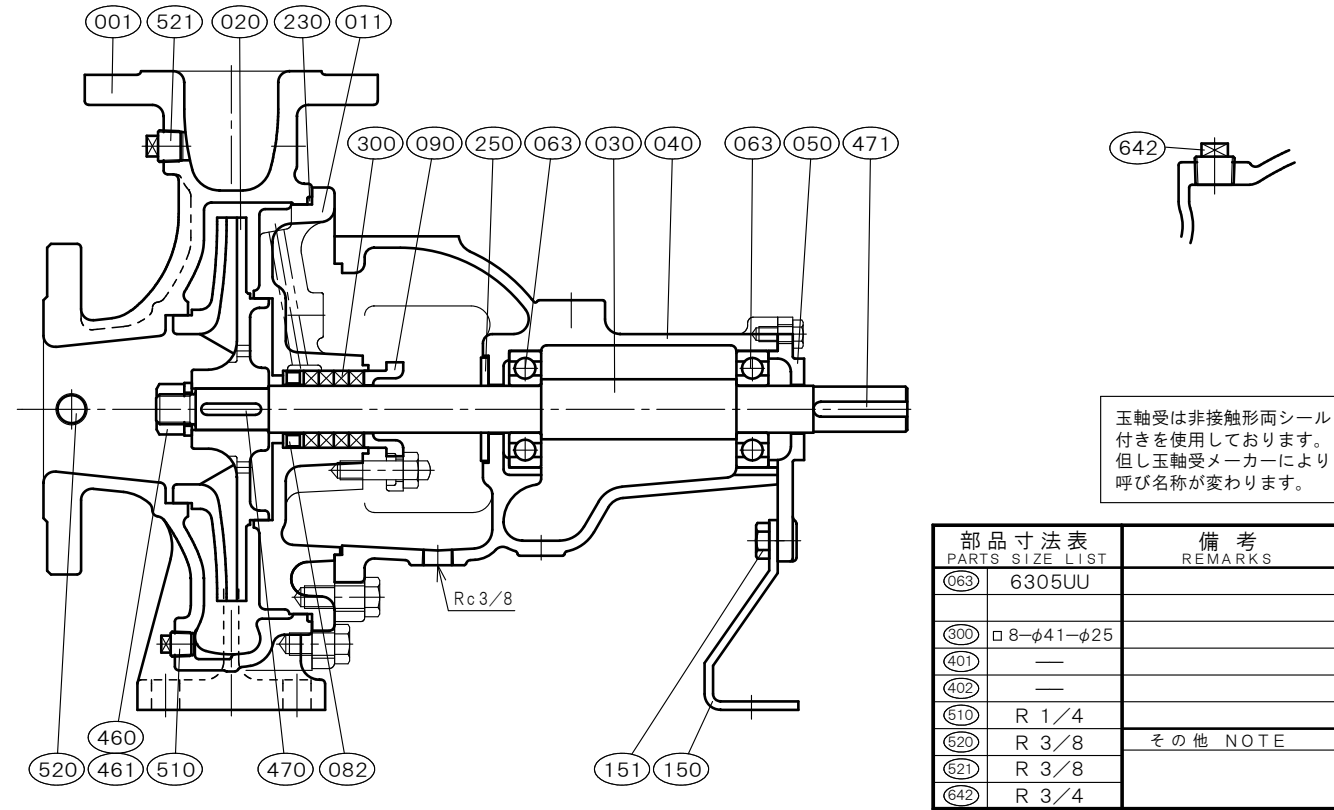 001 521 020 230 011
300 090 250 063 030 040 063 050 471
642
玉軸受は非接触形両シール
付きを使用しております。
但し玉軸受メーカーにより
呼び名称が変わります。
Rc3/8
460
520 461 510 470 082 151 150
部品寸法表 備考
PARTS SIZE LIST REMARKS
063 6305UU
300 □8-φ41-φ25
401 —
402 —
510 R 1/4
520 R 3/8 その他 NOTE
521 R 3/8
642 R 3/4